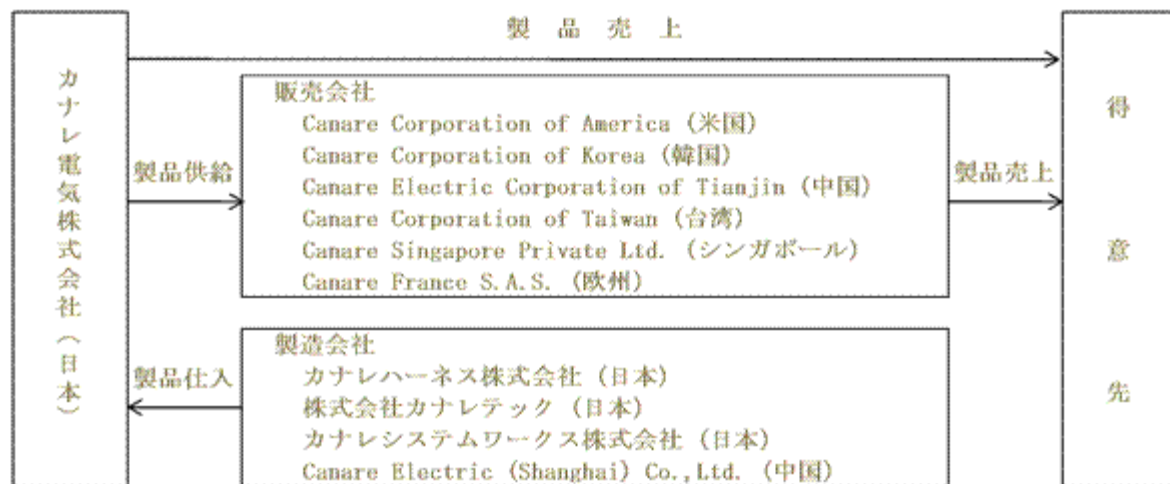 カナレ電気株式会社（日本）
製品売上
製品供給
販売会社
Canare Corporation of America (米国)
Canare Corporation of Korea (韓国)
Canare Electric Corporation of Tianjin (中国)
Canare Corporation of Taiwan (台湾)
Canare Singapore Private Ltd. (シンガポール)
Canare France S.A.S. (欧州)
製品売上
製品仕入
製造会社
カナレハーネス株式会社 (日本)
株式会社カナレテック (日本)
カナレシステムワークス株式会社 (日本)
Canare Electric (Shanghai) Co.,Ltd. (中国)
得意先